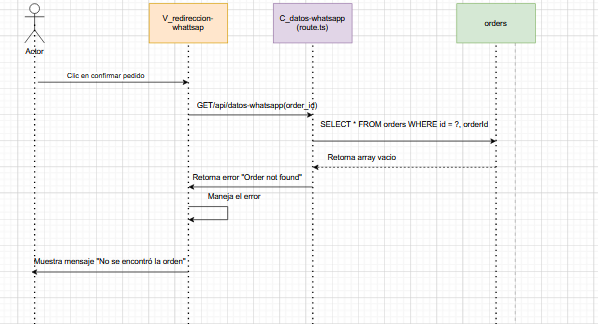 V_redireccion-
whattsap
C_datos-whatsapp
(route.ts)
orders
Actor
Clic en confirmar pedido
GET/api/datos-whatsapp(order_id)
SELECT * FROM orders WHERE id = ?, orderId
Retorna array vacio
Retorna error "Order not found"
Maneja el error
Muestra mensaje "No se encontró la orden"